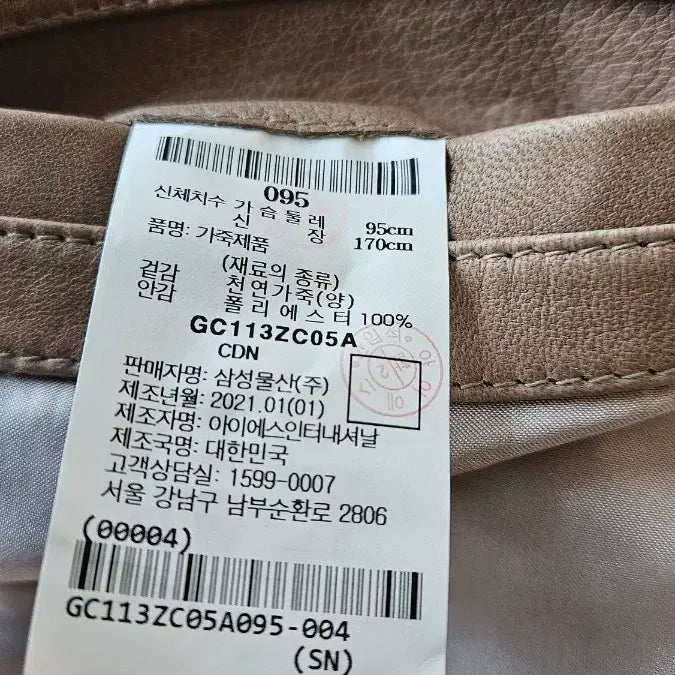 095
신체치수 가슴둘레 95cm
신 장 170cm
품명: 가죽제품
(재료의 종류)
겉감 천연가죽(양)
안감 폴리에스터 100%
GC113ZC05A
CDN
판매자명: 삼성물산(주)
제조년월: 2021.01(01)
제조자명: 아이에스인터내셔날
제조국명: 대한민국
고객상담실: 1599-0007
서울 강남구 남부순환로 2806
(00004)
GC113ZC05A095-004
(SN)